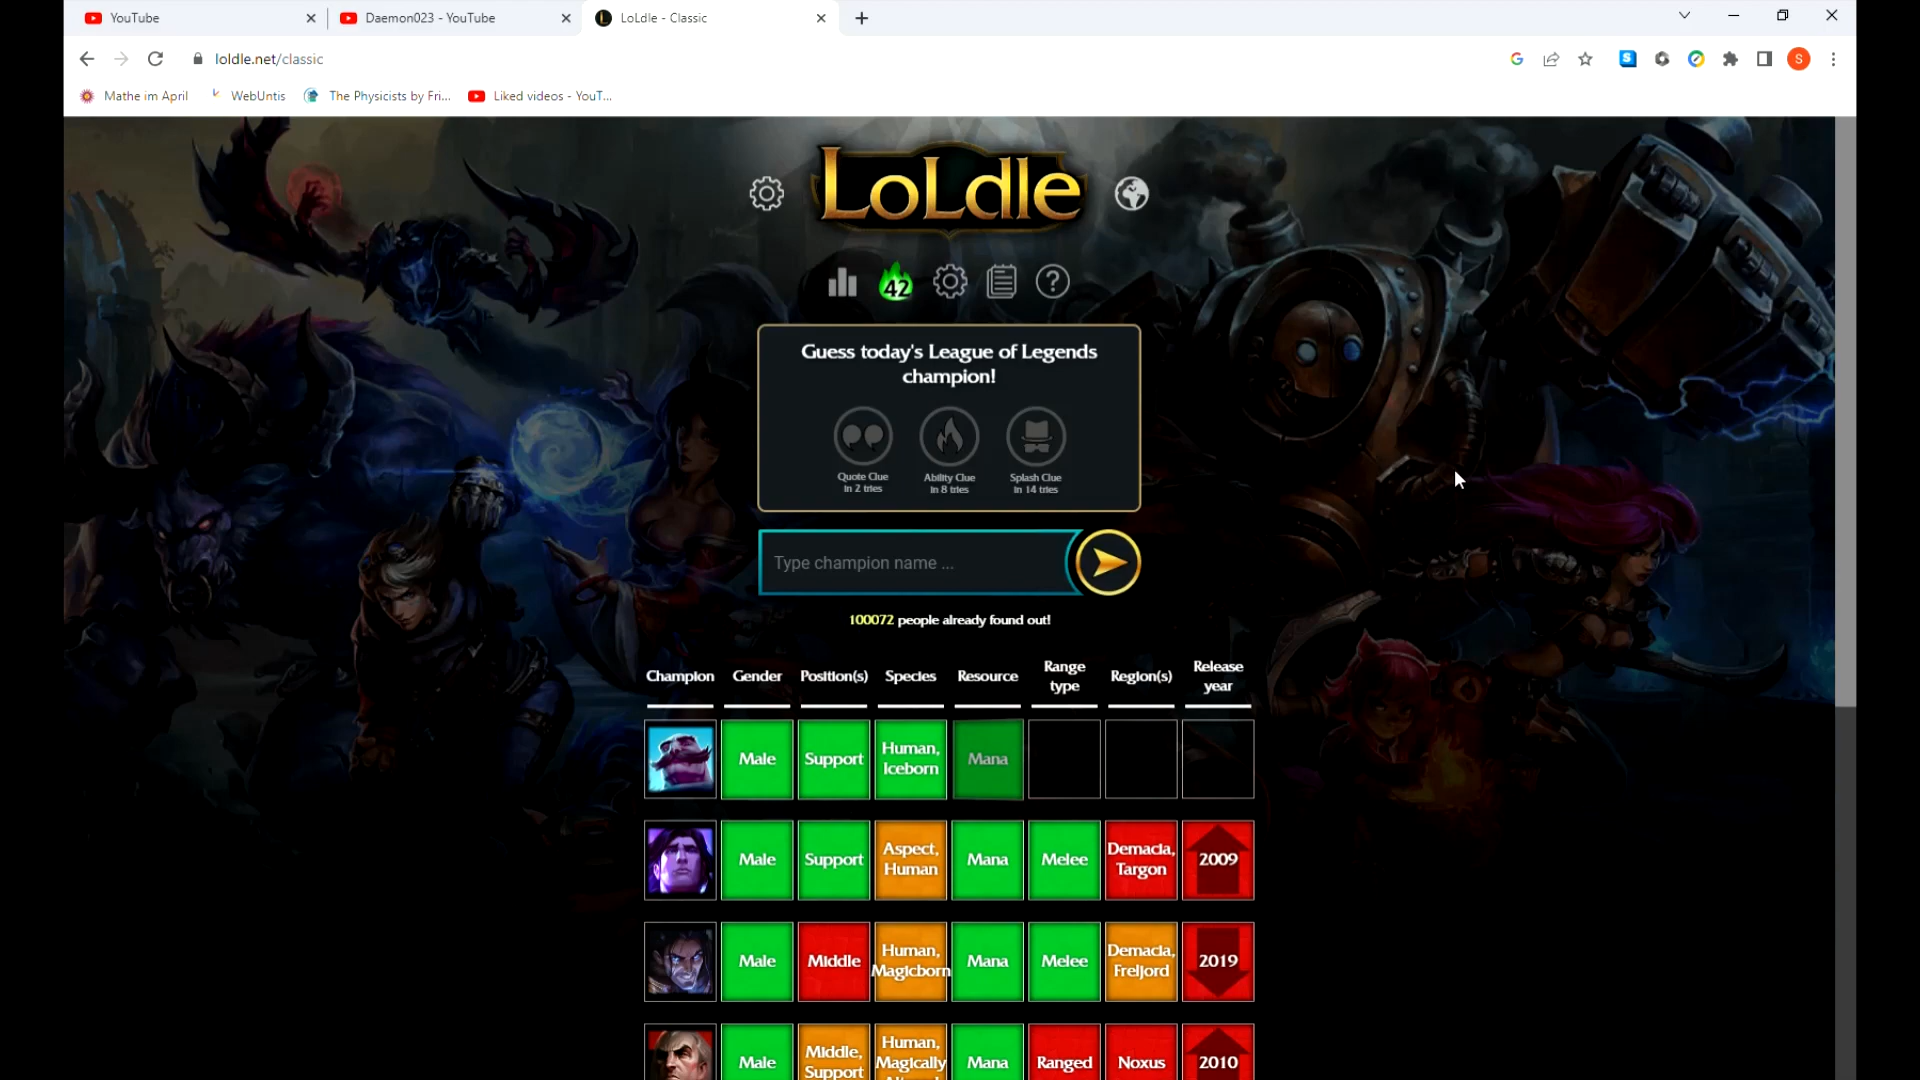 YouTube
Daemon023 - YouTube
LoLdle - Classic
loldle.net/classic
S
S
Mathe im April
WebUntis
The Physicists by Fri...
Liked videos - YouT...
LoLdle
42
Guess today's League of Legends
champion!
Quote Clue
in 2 tries
Ability Clue
in 8 tries
Splash Clue
in 14 tries
Type champion name ...
100072 people already found out!
Champion Gender Position(s) Species Resource Range type Region(s) Release year
Male Support Human, Iceborn Mana
Male Support Aspect, Human Mana Melee Demacia, Targon 2009
Male Middle Human, Magicborn Mana Melee Demacia, Freljord 2019
Male Middle, Support Human, Magically Mana Ranged Noxus 2010